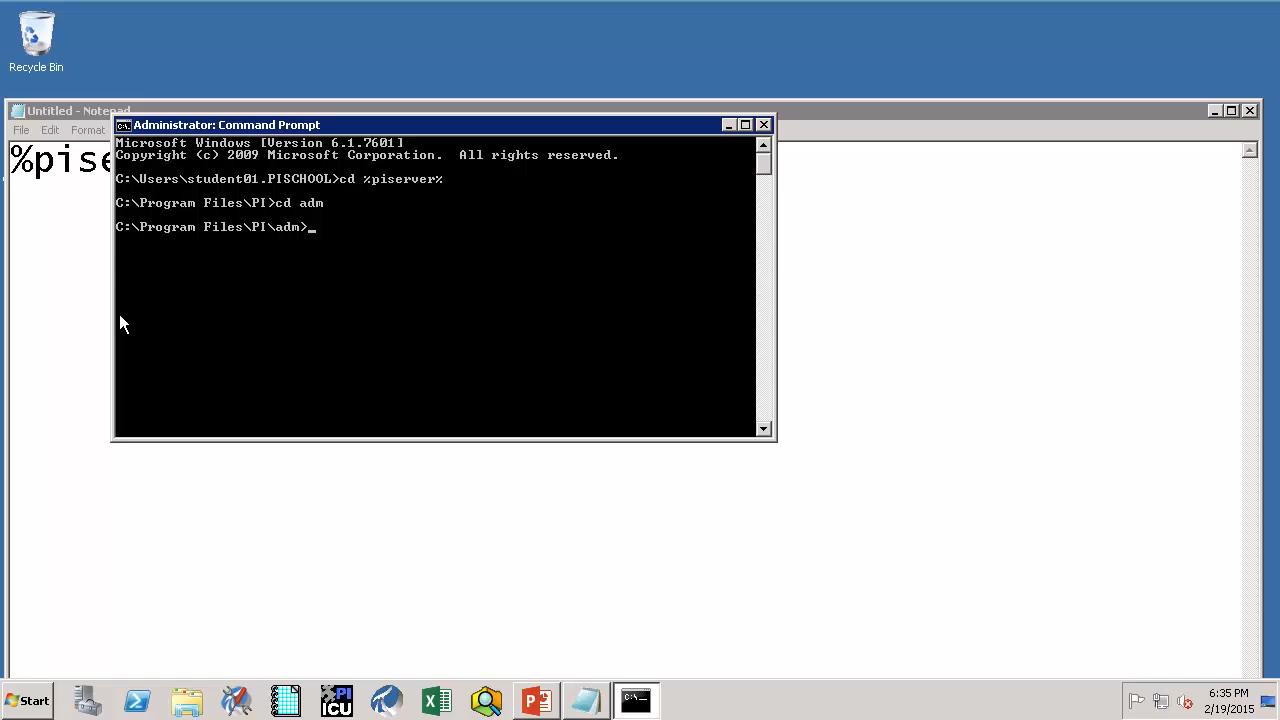 Recycle Bin
Untitled - Notepad
File Edit Format
%pise
Administrator: Command Prompt
Microsoft Windows [Version 6.1.7601]
Copyright (c) 2009 Microsoft Corporation.  All rights reserved.
C:\Users\student01.PISCHOOL>cd %piserver%
C:\Program Files\PI>cd adm
C:\Program Files\PI\adm>_
Start
PI
ICU
6:35 PM
2/19/2015